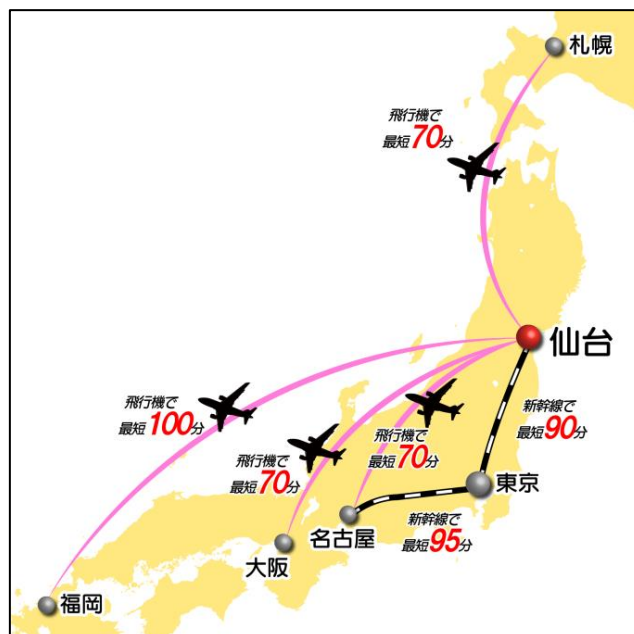 札幌
飛行機で
最短70分
仙台
飛行機で
最短100分
飛行機で
最短70分
飛行機で
最短70分
新幹線で
最短90分
東京
名古屋
新幹線で
最短95分
大阪
福岡